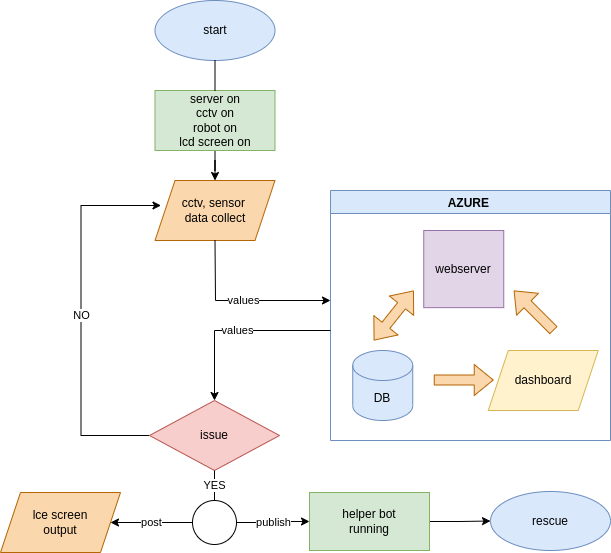 start
server on
cctv on
robot on
lcd screen on
cctv, sensor
data collect
AZURE
webserver
NO
values
values
DB
dashboard
issue
YES
lce screen
output
post
publish
helper bot
running
rescue